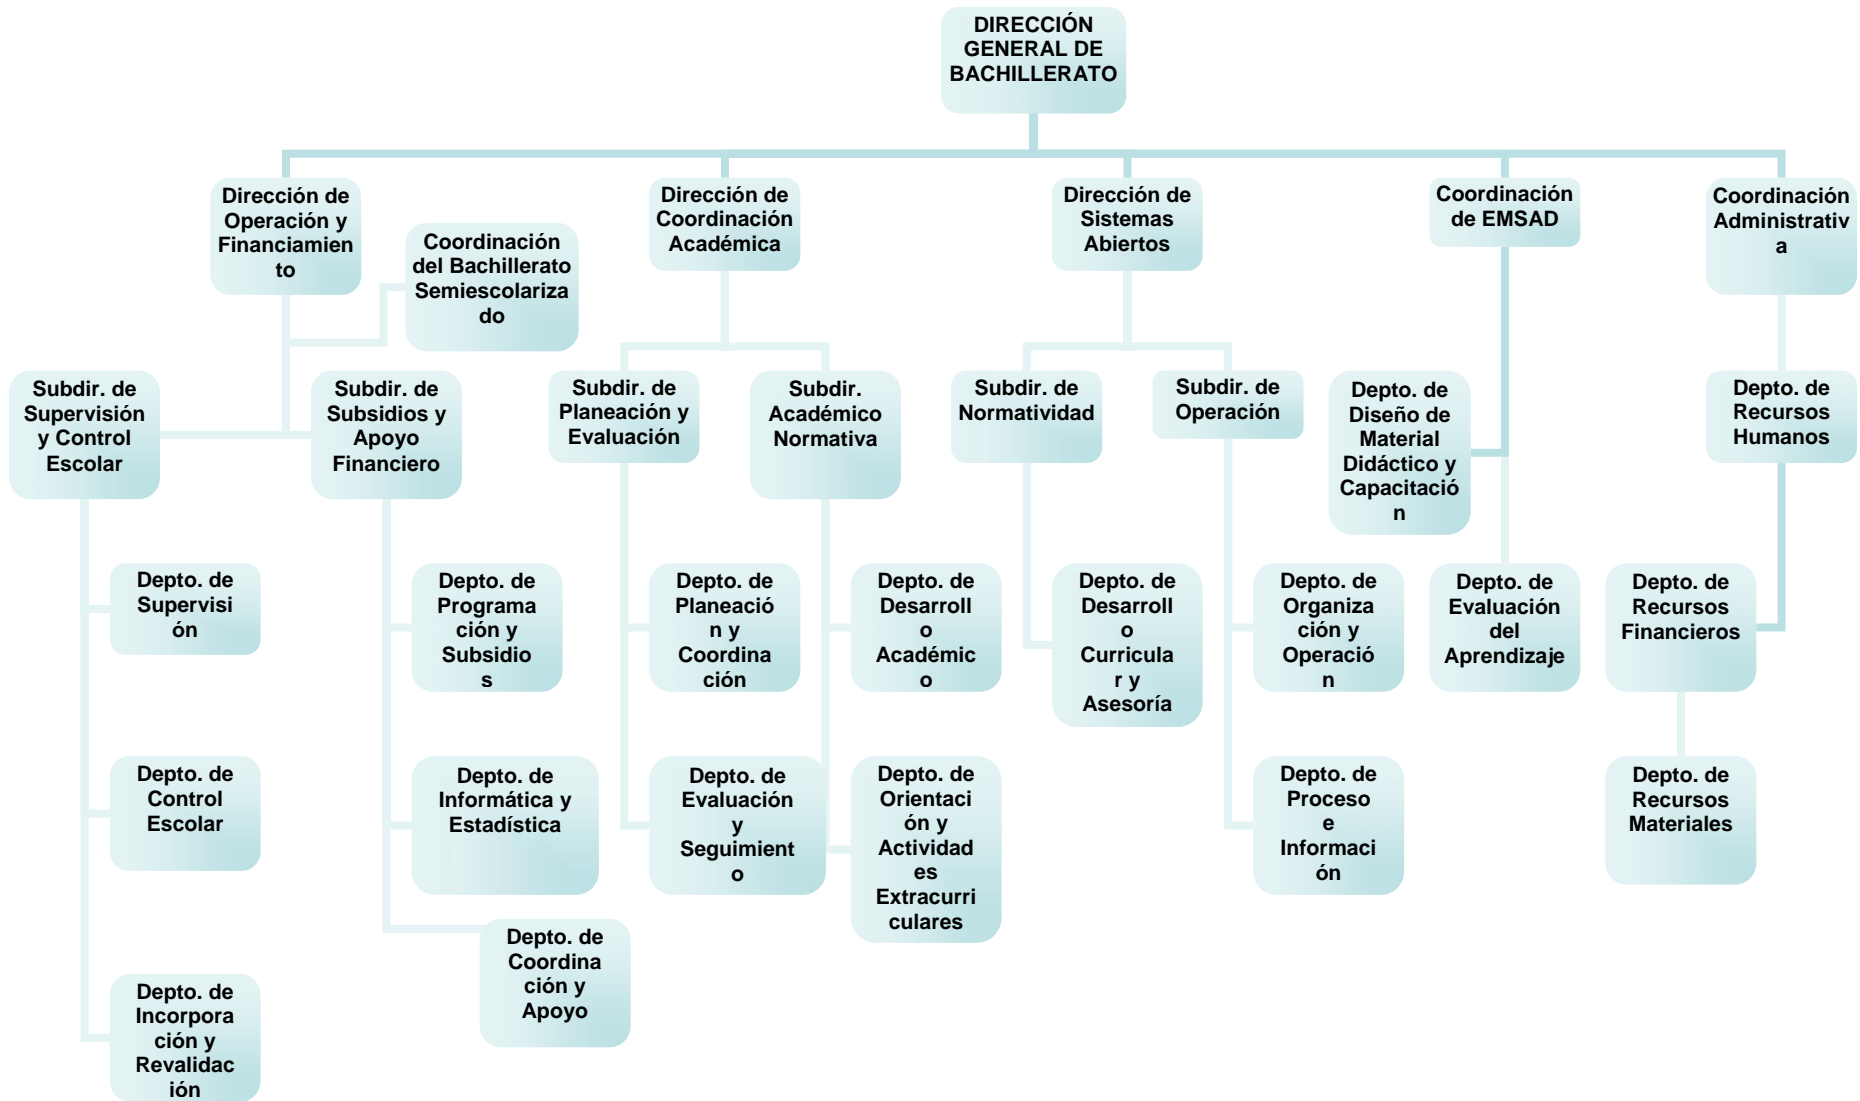 DIRECCIÓN
GENERAL DE
BACHILLERATO
Dirección de
Operación y
Financiamien
to
Coordinación
del Bachillerato
Semiescolariza
do
Dirección de
Coordinación
Académica
Dirección de
Sistemas
Abiertos
Coordinación
de EMSAD
Coordinación
Administrativ
a
Subdir. de
Supervisión
y Control
Escolar
Subdir. de
Subsidios y
Apoyo
Financiero
Subdir. de
Planeación y
Evaluación
Subdir.
Académico
Normativa
Subdir. de
Normatividad
Subdir. de
Operación
Depto. de
Diseño de
Material
Didáctico y
Capacitació
n
Depto. de
Recursos
Humanos
Depto. de
Supervisi
ón
Depto. de
Programa
ción y
Subsidio
s
Depto. de
Planeació
n y
Coordina
ción
Depto. de
Desarroll
o
Académic
o
Depto. de
Desarroll
o
Curricula
r y
Asesoría
Depto. de
Organiza
ción y
Operació
n
Depto. de
Evaluación
del
Aprendizaje
Depto. de
Recursos
Financieros
Depto. de
Control
Escolar
Depto. de
Informática y
Estadística
Depto. de
Evaluación
y
Seguimient
o
Depto. de
Orientaci
ón y
Actividad
es
Extracurri
culares
Depto. de
Proceso
e
Informaci
ón
Depto. de
Recursos
Materiales
Depto. de
Coordina
ción y
Apoyo
Depto. de
Incorpora
ción y
Revalidac
ión